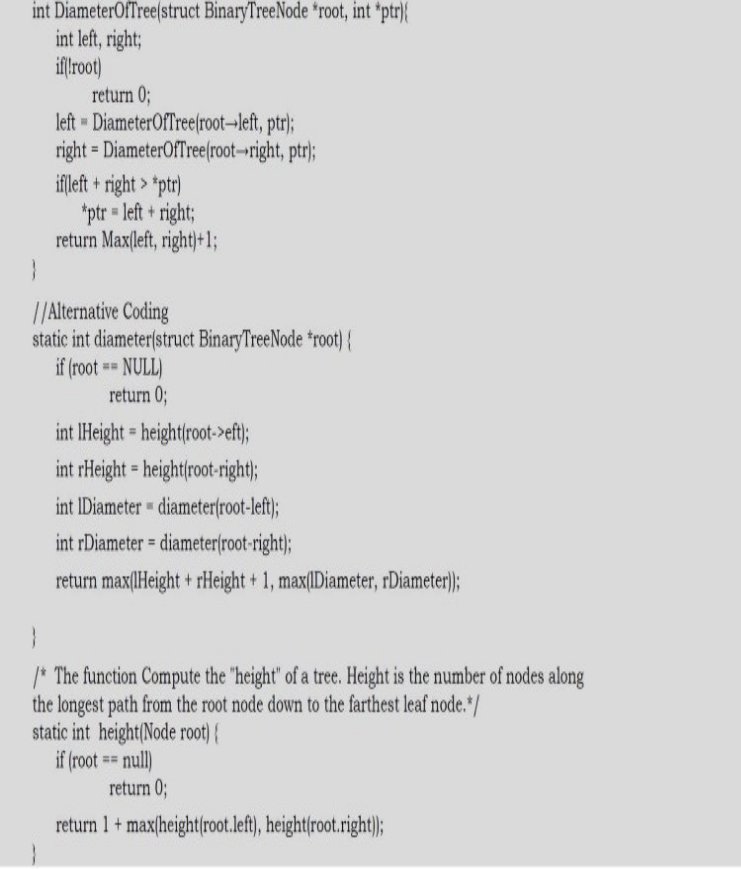 int DiameterOfTree(struct BinaryTreeNode *root, int *ptr){
int left, right;
if(!root)
return 0;
left = DiameterOfTree(root→left, ptr);
right = DiameterOfTree(root→right, ptr);
if(left + right > *ptr)
*ptr = left + right;
return Max(left, right)+1;
}
//Alternative Coding
static int diameter(struct BinaryTreeNode *root) {
if (root == NULL)
return 0;
int lHeight = height(root->eft);
int rHeight = height(root-right);
int lDiameter = diameter(root-left);
int rDiameter = diameter(root-right);
return max(lHeight + rHeight + 1, max(lDiameter, rDiameter));
}
/* The function Compute the "height" of a tree. Height is the number of nodes along
the longest path from the root node down to the farthest leaf node.*/
static int height(Node root) {
if (root == null)
return 0;
return 1 + max(height(root.left), height(root.right));
}